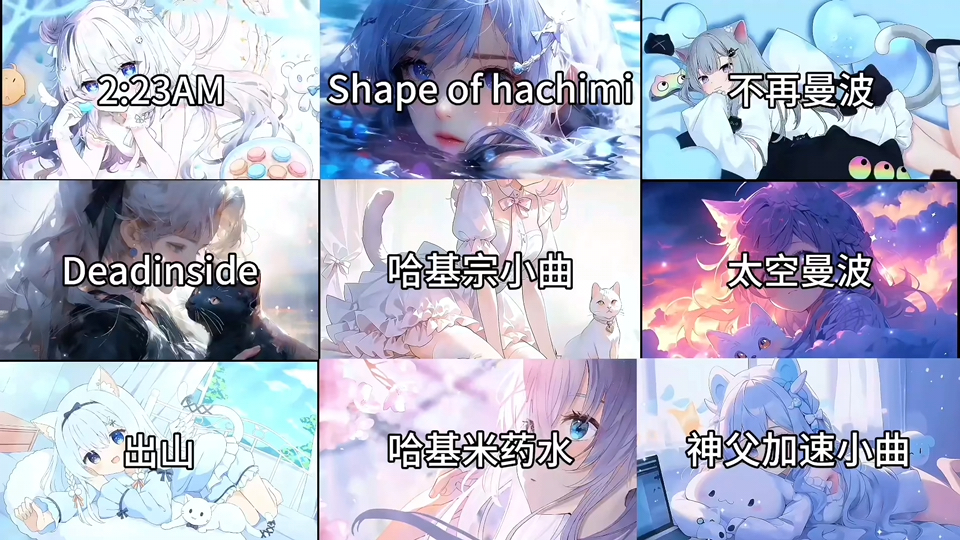 2:23AM
Shape of hachimi
不再曼波
Deadinside
哈基宗小曲
太空曼波
出山
哈基米药水
神父加速小曲